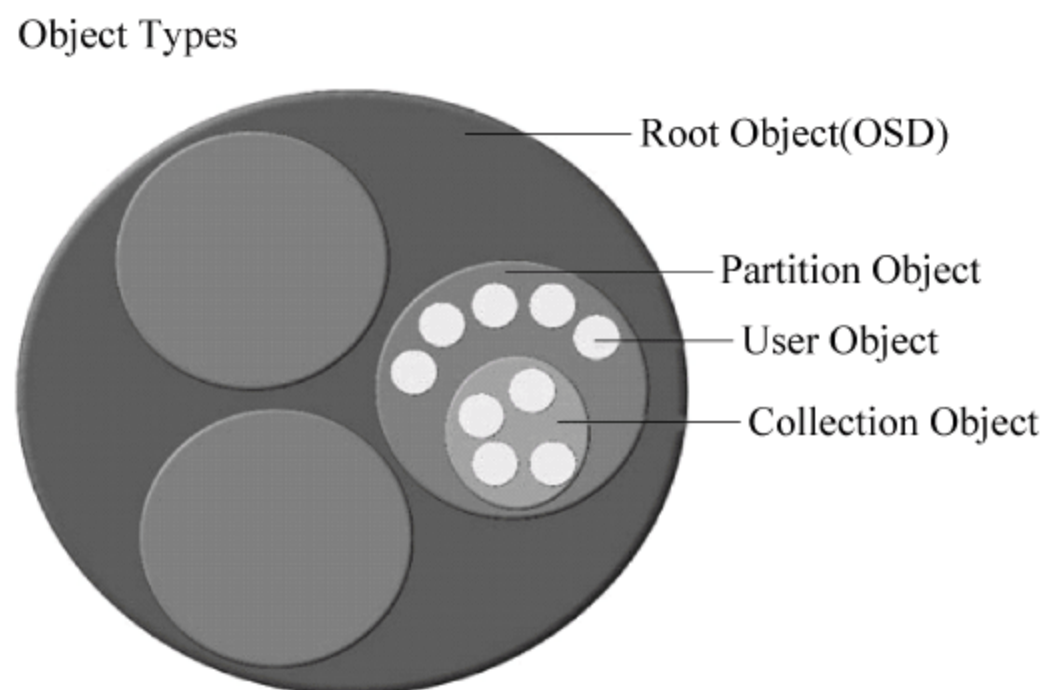 Object Types
Root Object(OSD)
Partition Object
User Object
Collection Object